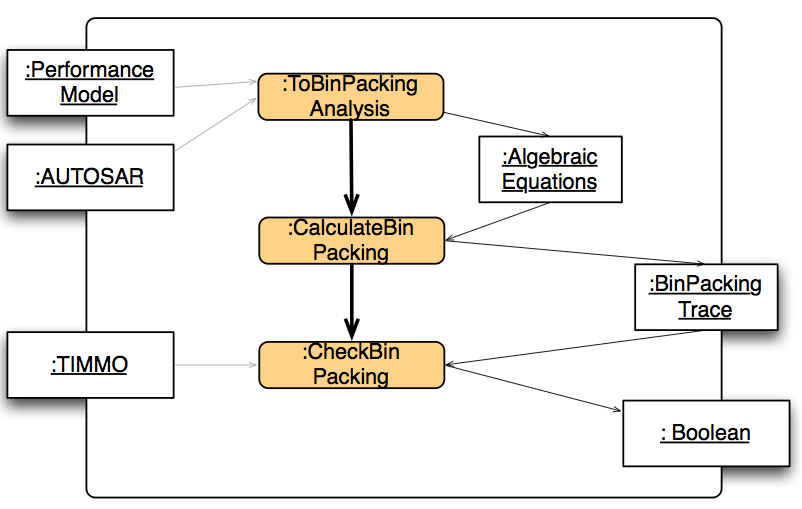 :Performance
Model
:ToBinPacking
Analysis
:AUTOSAR
:Algebraic
Equations
:CalculateBin
Packing
:BinPacking
Trace
:TIMMO
:CheckBin
Packing
: Boolean